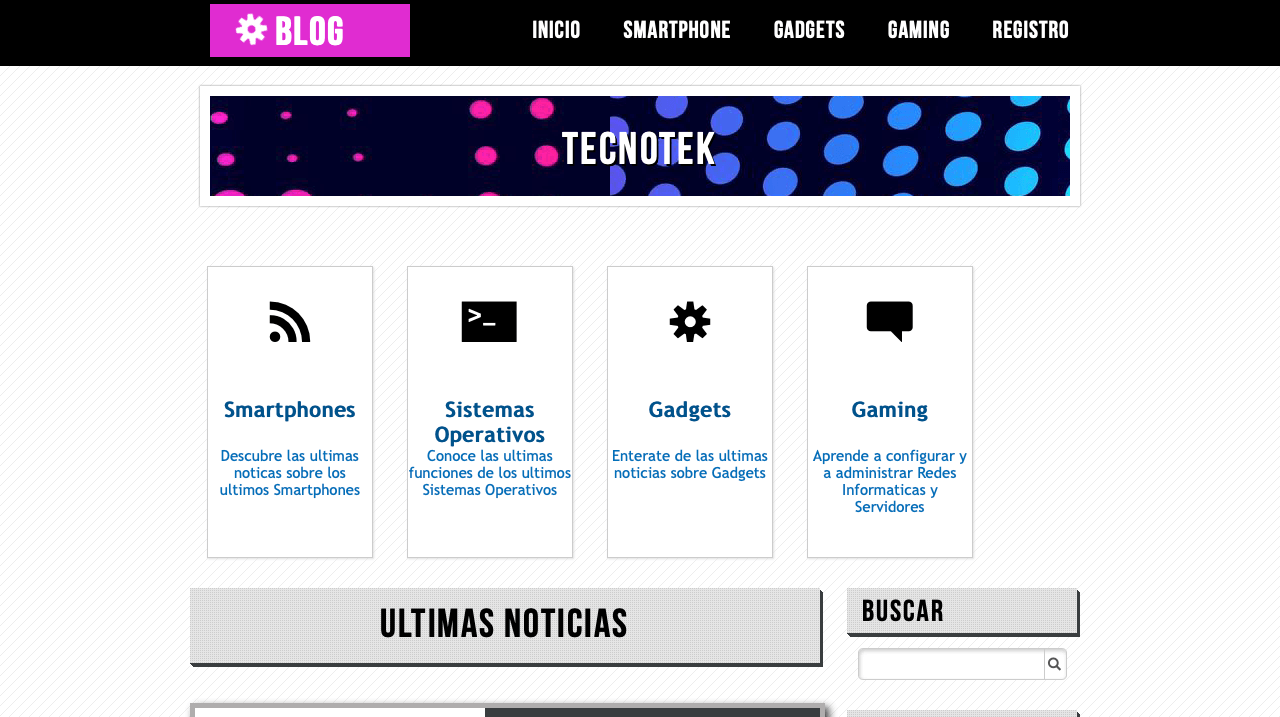 BLOG
INICIO SMARTPHONE GADGETS GAMING REGISTRO
TECNOTEK
>_
Smartphones
Descubre las ultimas
noticas sobre los
ultimos Smartphones
Sistemas
Operativos
Conoce las ultimas
funciones de los ultimos
Sistemas Operativos
Gadgets
Enterate de las ultimas
noticias sobre Gadgets
Gaming
Aprende a configurar y
a administrar Redes
Informaticas y
Servidores
ULTIMAS NOTICIAS
BUSCAR